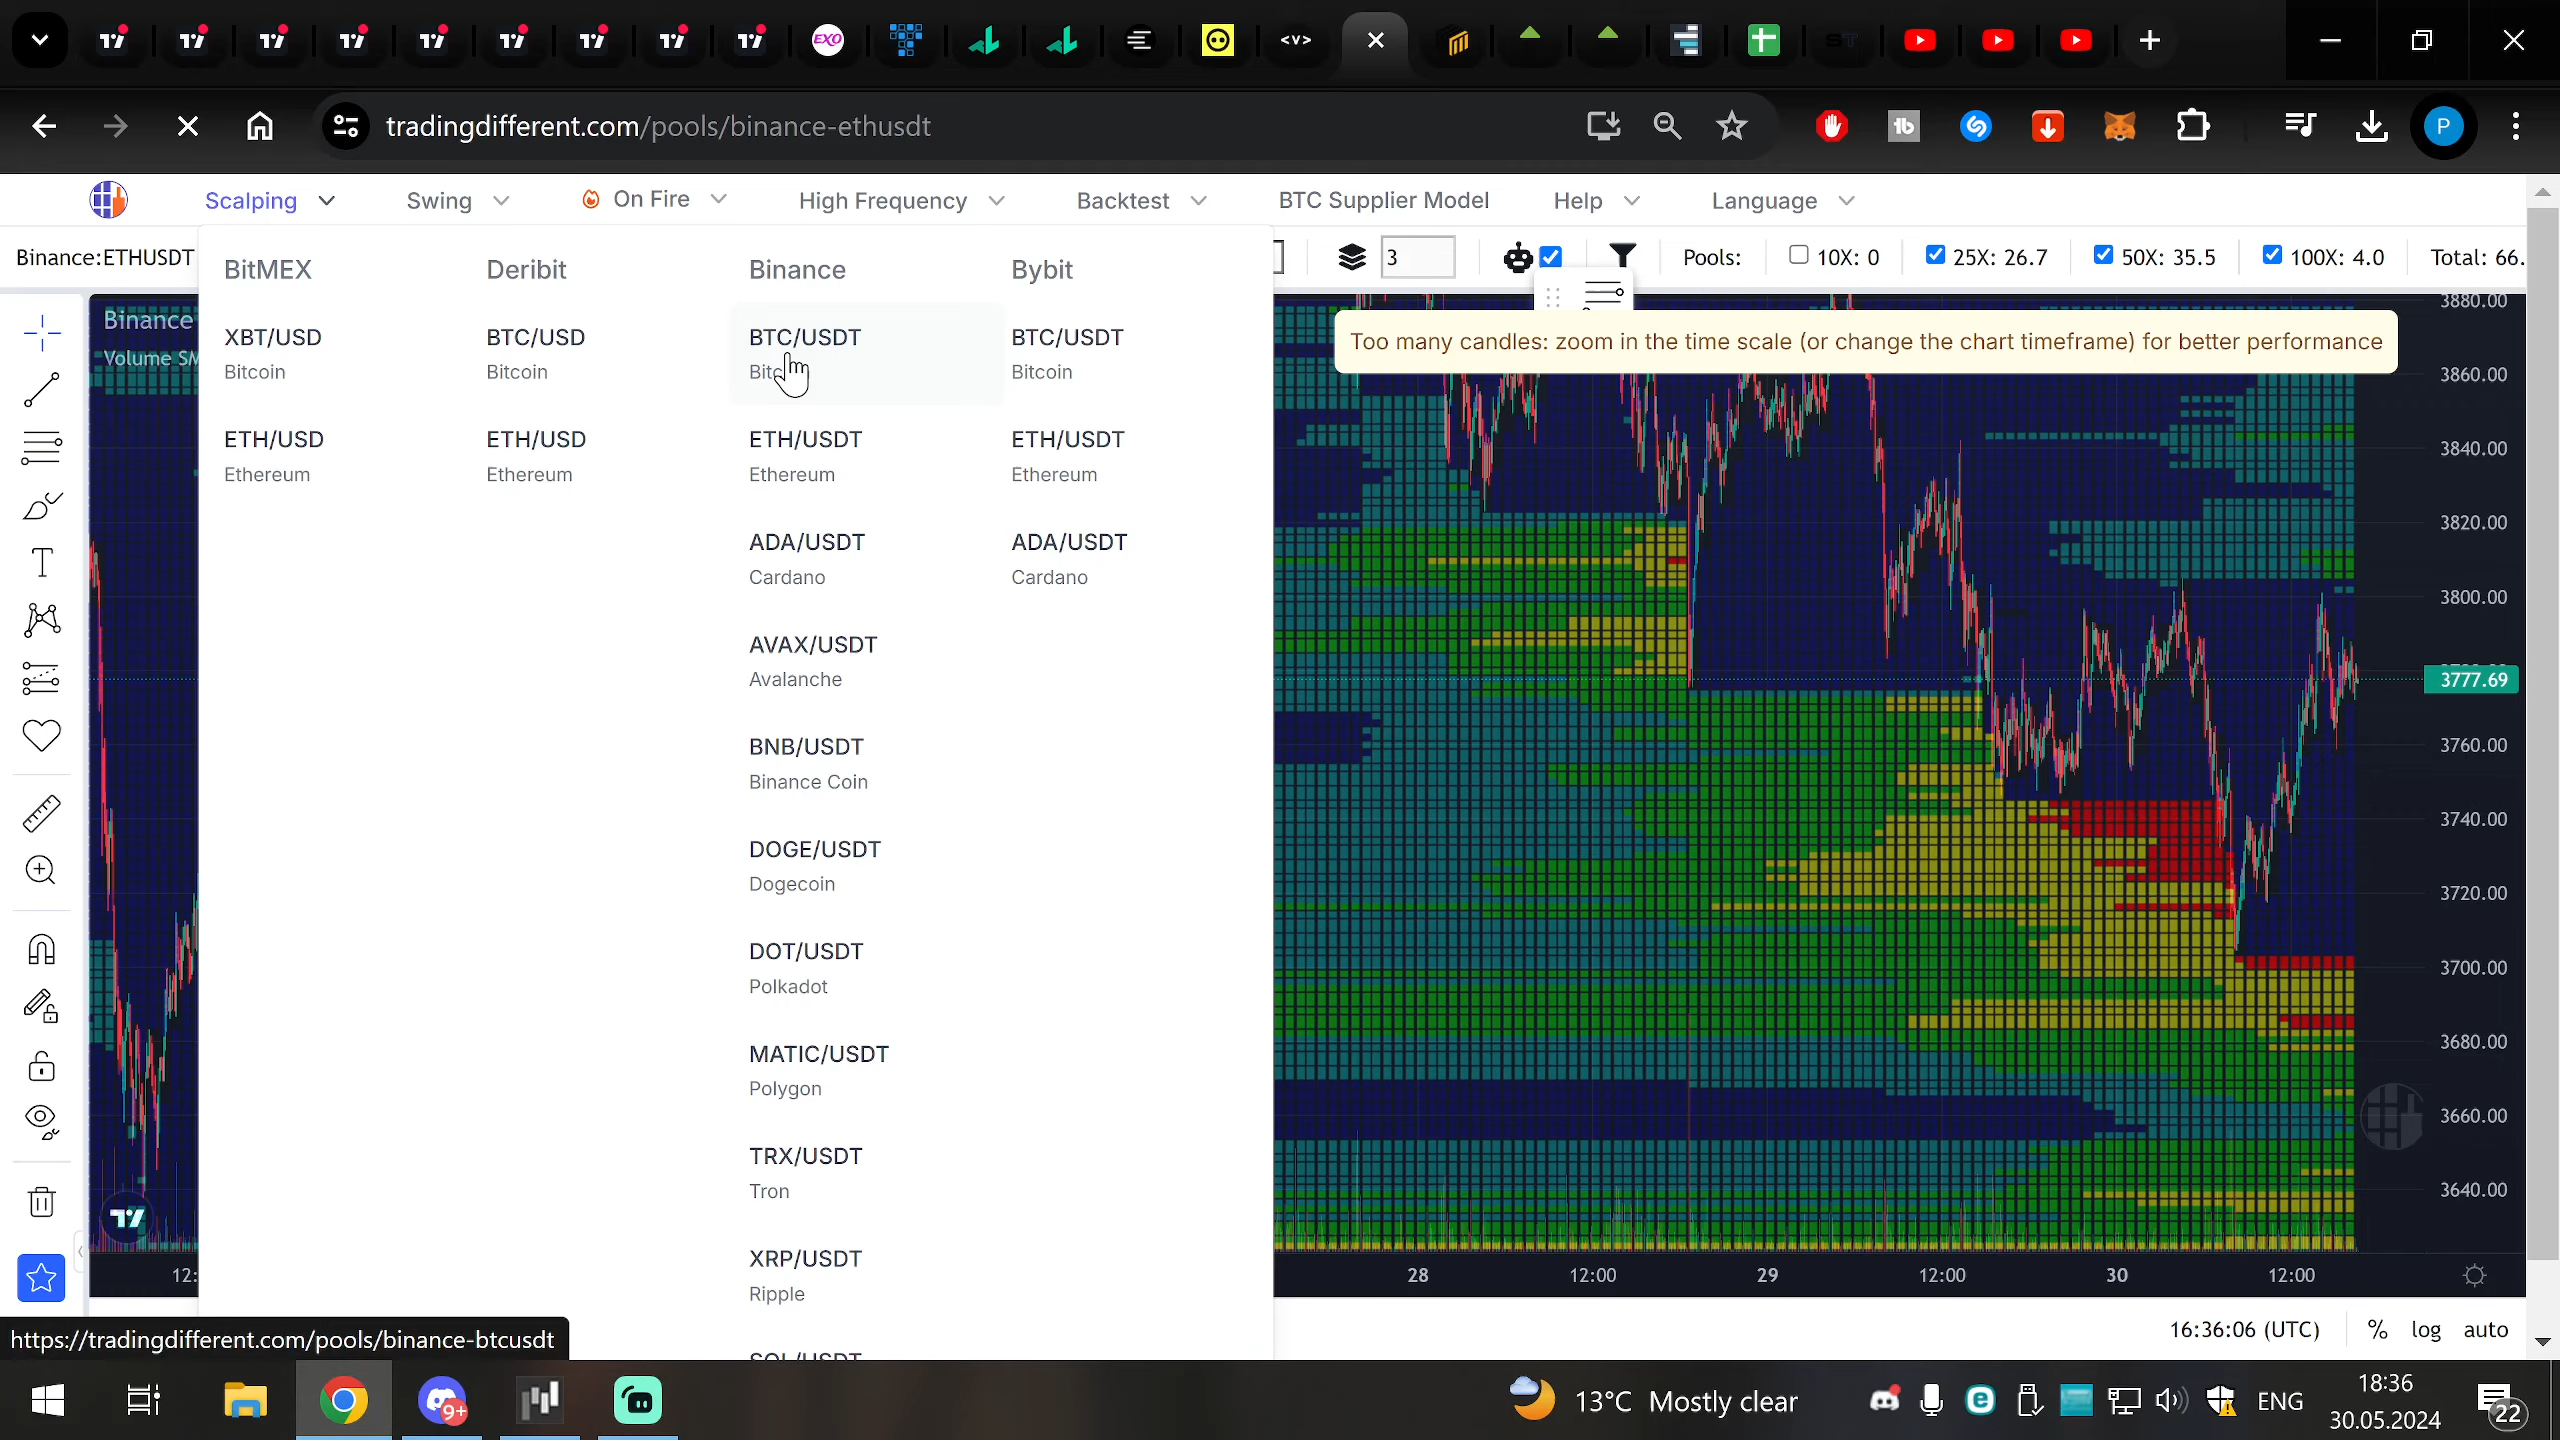 EXO
<v>
ST
tradingdifferent.com/pools/binance-ethusdt
P
Scalping
Swing
On Fire
High Frequency
Backtest
BTC Supplier Model
Help
Language
Binance:ETHUSDT
3
Pools:
10X: 0
25X: 26.7
50X: 35.5
100X: 4.0
Total: 66.
BitMEX
XBT/USD
Bitcoin
ETH/USD
Ethereum
Deribit
BTC/USD
Bitcoin
ETH/USD
Ethereum
Binance
BTC/USDT
ETH/USDT
Ethereum
ADA/USDT
Cardano
AVAX/USDT
Avalanche
BNB/USDT
Binance Coin
DOGE/USDT
Dogecoin
DOT/USDT
Polkadot
MATIC/USDT
Polygon
TRX/USDT
Tron
XRP/USDT
Ripple
SOL/USDT
Bybit
BTC/USDT
Bitcoin
ETH/USDT
Ethereum
ADA/USDT
Cardano
Binance
Volume SM
Too many candles: zoom in the time scale (or change the chart timeframe) for better performance
3880.00
3860.00
3840.00
3820.00
3800.00
3777.69
3760.00
3740.00
3720.00
3700.00
3680.00
3660.00
3640.00
12:
28
12:00
29
12:00
30
12:00
16:36:06 (UTC)
%
log
auto
https://tradingdifferent.com/pools/binance-btcusdt
9+
13°C Mostly clear
ENG
18:36
30.05.2024
22